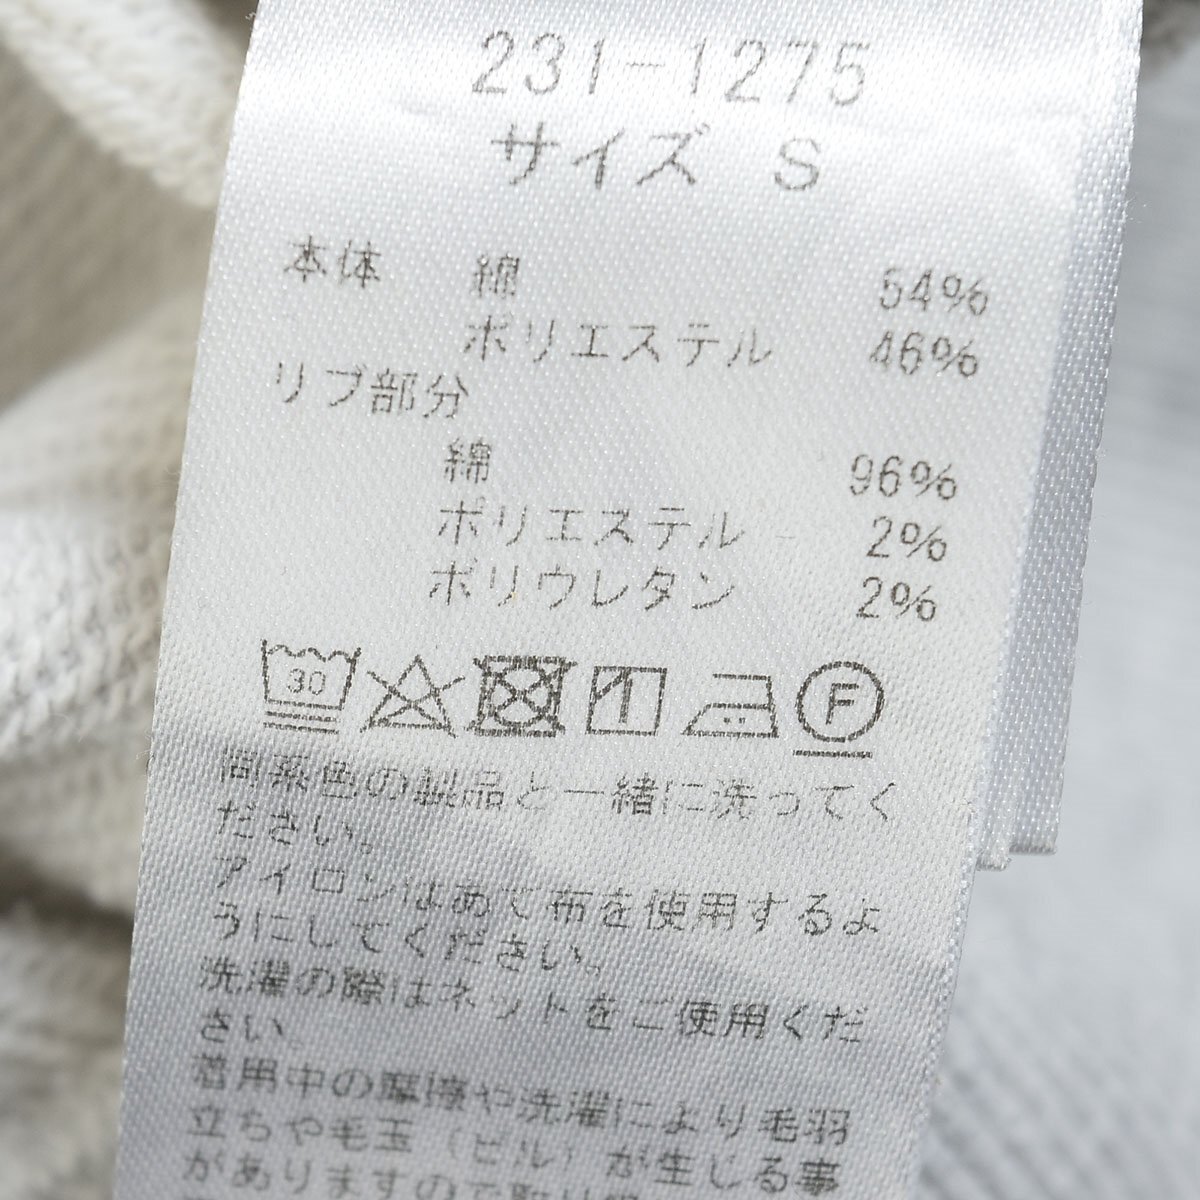 231-1275
サイズ S
本体 綿 54%
ポリエステル 46%
リブ部分
綿 96%
ポリエステル 2%
ポリウレタン 2%
30 F
同系色の製品と一緒に洗ってく
ださい。
アイロンはあて布を使用するよ
うにしてください。
洗濯の際はネットをご使用くだ
さい。
着用中の摩擦や洗濯により毛羽
立ちや毛玉（ピル）が生じる事
がありますので取り扱